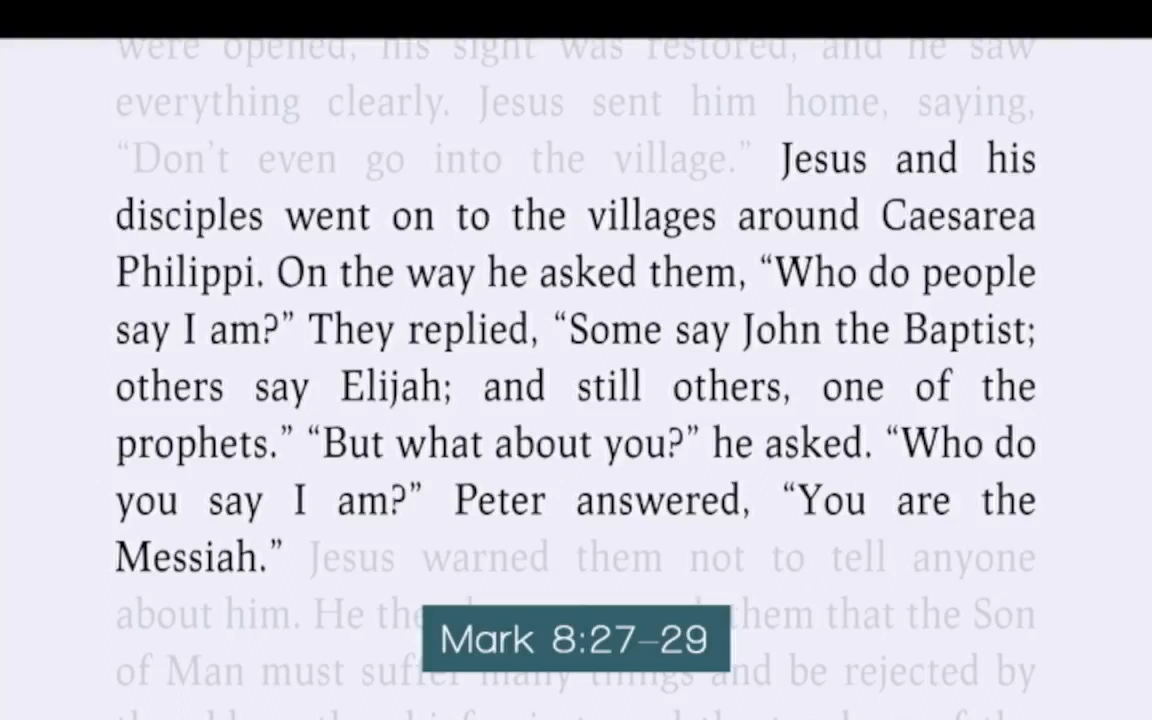 were opened, his sight was restored, and he saw
everything clearly. Jesus sent him home, saying,
“Don’t even go into the village.” Jesus and his
disciples went on to the villages around Caesarea
Philippi. On the way he asked them, “Who do people
say I am?” They replied, “Some say John the Baptist;
others say Elijah; and still others, one of the
prophets.” “But what about you?” he asked. “Who do
you say I am?” Peter answered, “You are the
Messiah.” Jesus warned them not to tell anyone
about him. He them that the Son
Mark 8:27–29
of Man must suffer many things and be rejected by